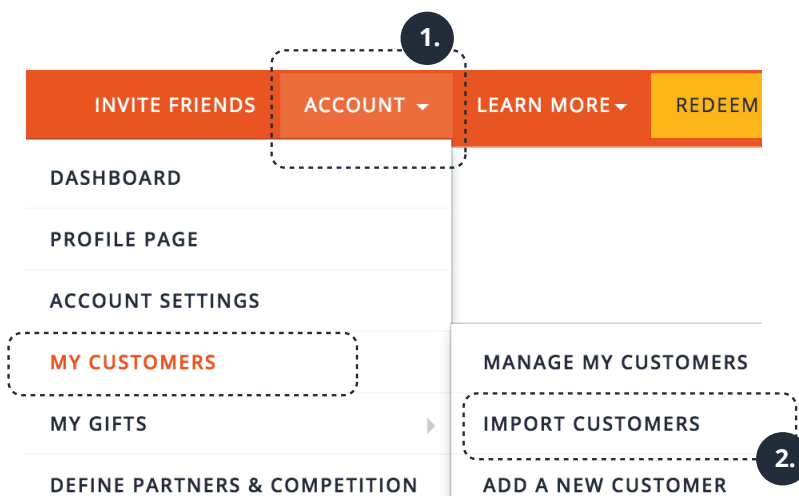 1.
INVITE FRIENDS ACCOUNT LEARN MORE REDEEM
DASHBOARD
PROFILE PAGE
ACCOUNT SETTINGS
MY CUSTOMERS
MANAGE MY CUSTOMERS
MY GIFTS
IMPORT CUSTOMERS
2.
DEFINE PARTNERS & COMPETITION
ADD A NEW CUSTOMER